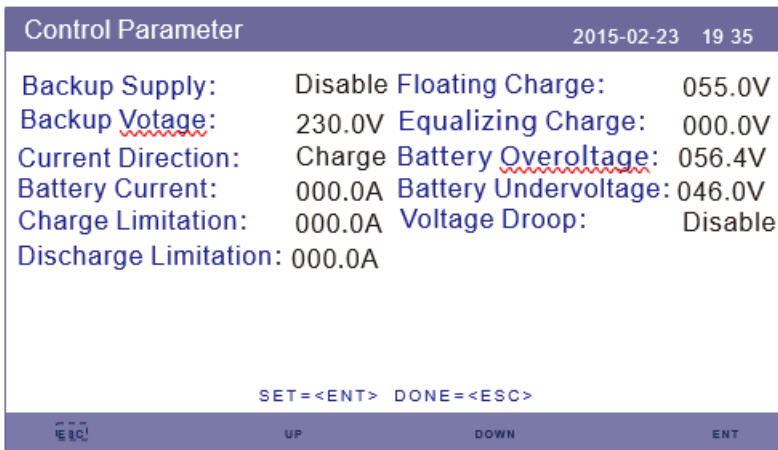 Control Parameter 2015-02-23 19 35
Backup Supply: Disable Floating Charge: 055.0V
Backup Votage: 230.0V Equalizing Charge: 000.0V
Current Direction: Charge Battery Overoltage: 056.4V
Battery Current: 000.0A Battery Undervoltage: 046.0V
Charge Limitation: 000.0A Voltage Droop: Disable
Discharge Limitation: 000.0A
SET=<ENT> DONE=<ESC>
ESC UP DOWN ENT